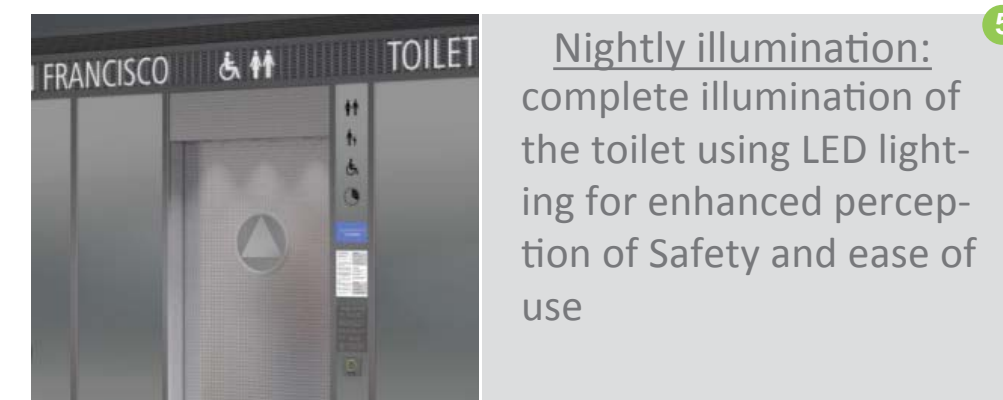 FRANCISCO
TOILET
5
Nightly illumination:
complete illumination of
the toilet using LED light-
ing for enhanced percep-
tion of Safety and ease of
use